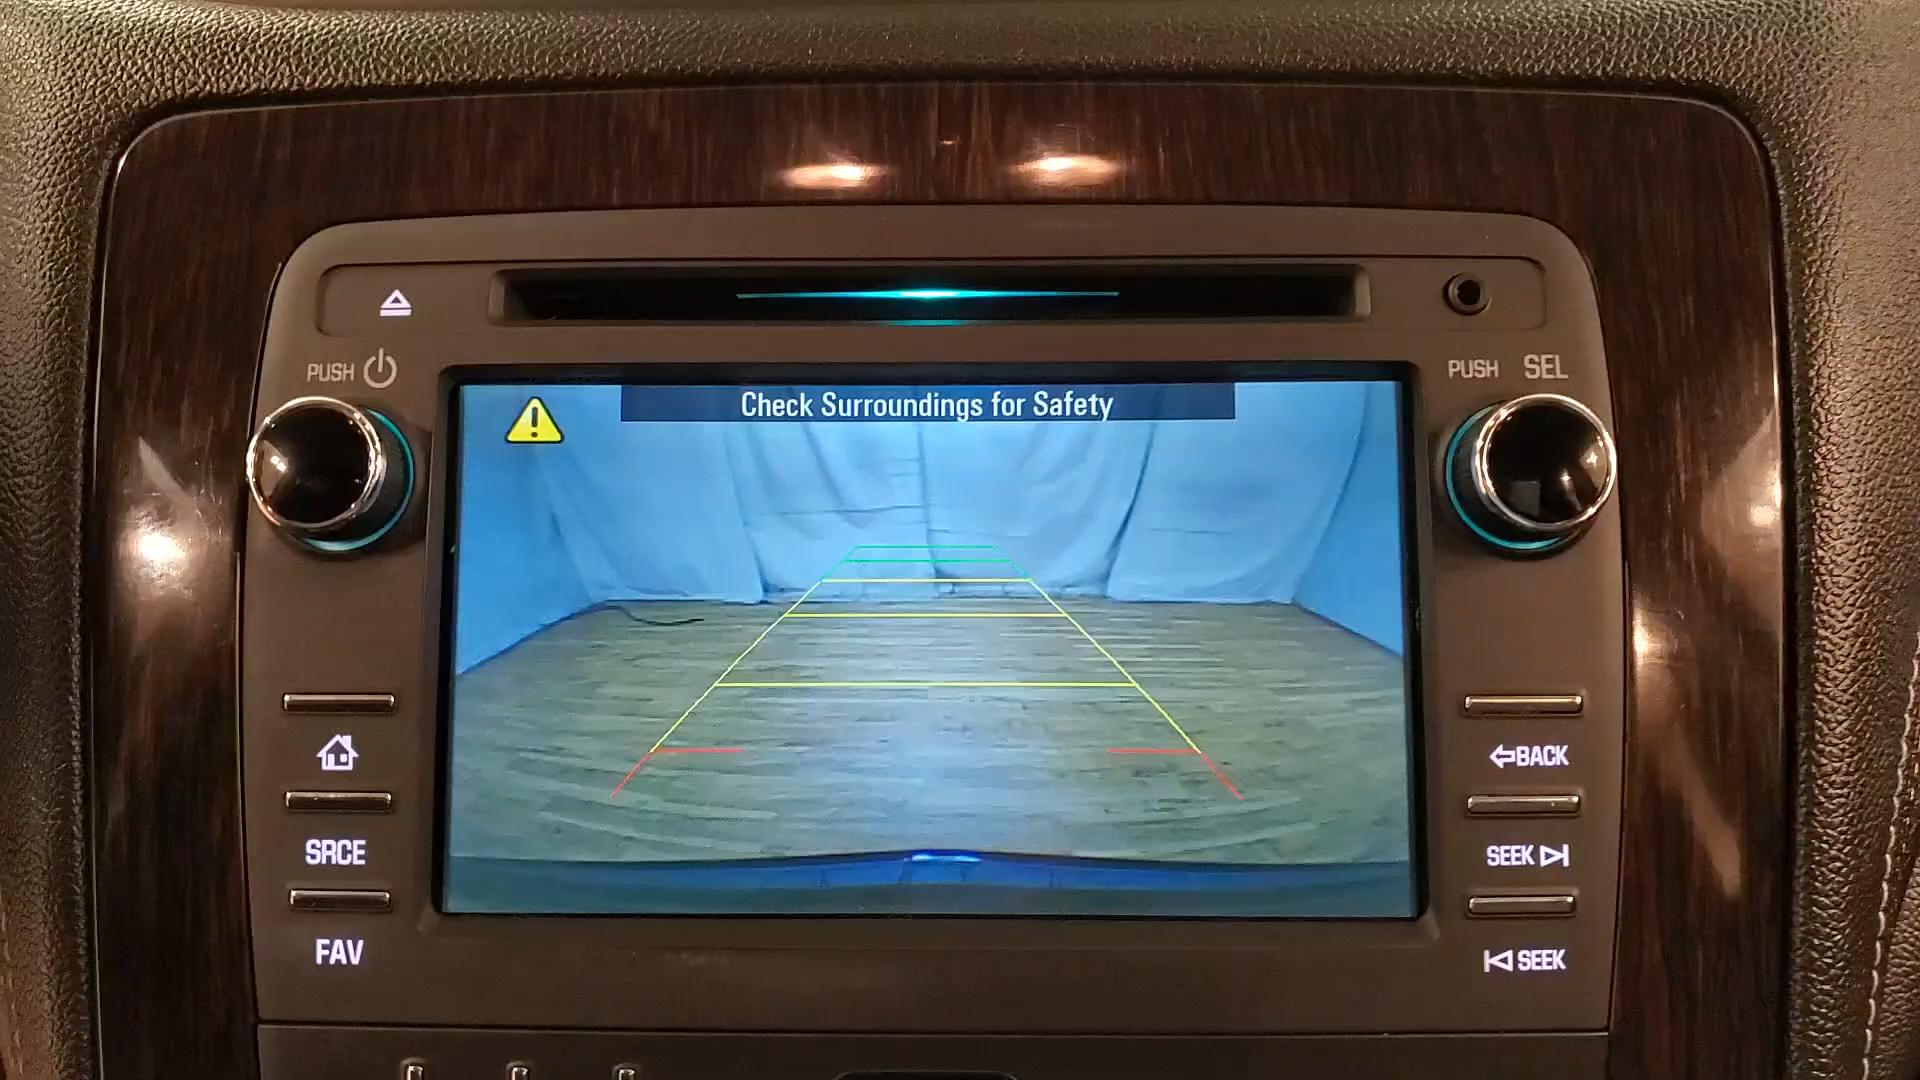 PUSH
PUSH SEL
Check Surroundings for Safety
BACK
SRCE
SEEK
FAV
SEEK